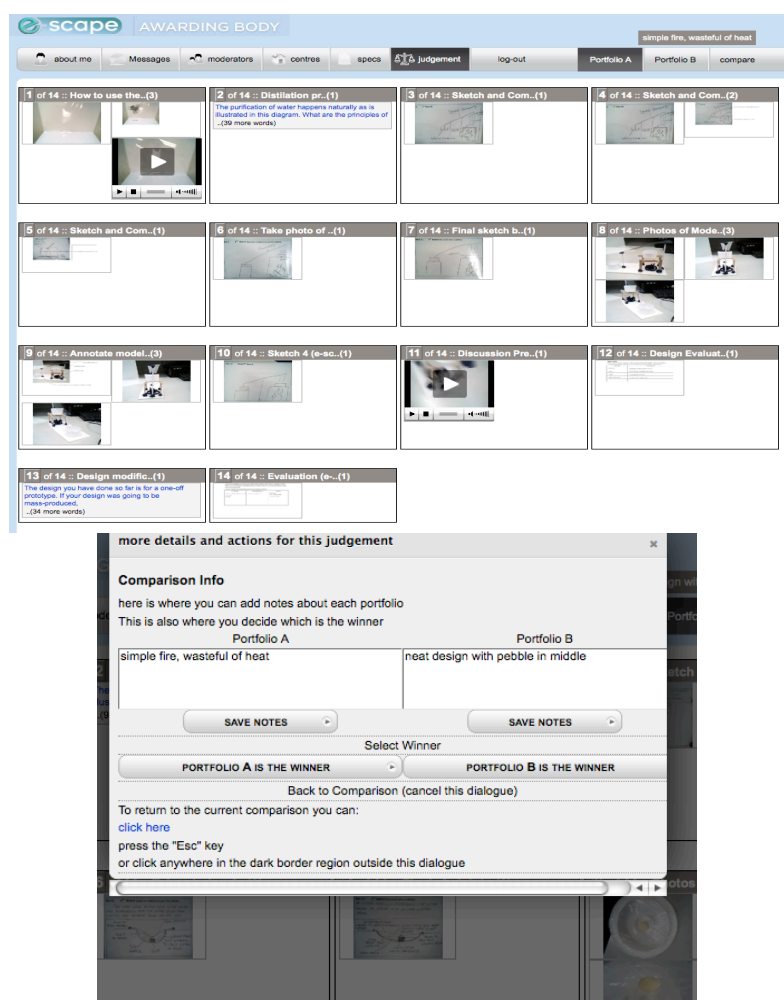 e-scape AWARDING BODY
simple fire, wasteful of heat
about me Messages moderators centres specs judgement log-out Portfolio A Portfolio B compare
1 of 14 :: How to use the..(3)
2 of 14 :: Distilation pr..(1)
3 of 14 :: Sketch and Com..(1)
4 of 14 :: Sketch and Com..(2)
The purification of water happens naturally as is
illustrated in this diagram. What are the principles of
..(39 more words)
5 of 14 :: Sketch and Com..(1)
6 of 14 :: Take photo of ..(1)
7 of 14 :: Final sketch b..(1)
8 of 14 :: Photos of Mode..(3)
9 of 14 :: Annotate model..(3)
10 of 14 :: Sketch 4 (e-sc..(1)
11 of 14 :: Discussion Pre..(1)
12 of 14 :: Design Evaluat..(1)
13 of 14 :: Design modific..(1)
14 of 14 :: Evaluation (e-..(1)
The design you have done so far is for a one-off
prototype. If your design was going to be
mass-produced,
..(34 more words)
more details and actions for this judgement
Comparison Info
here is where you can add notes about each portfolio
This is also where you decide which is the winner
Portfolio A Portfolio B
simple fire, wasteful of heat neat design with pebble in middle
SAVE NOTES SAVE NOTES
Select Winner
PORTFOLIO A IS THE WINNER PORTFOLIO B IS THE WINNER
Back to Comparison (cancel this dialogue)
To return to the current comparison you can:
click here
press the "Esc" key
or click anywhere in the dark border region outside this dialogue